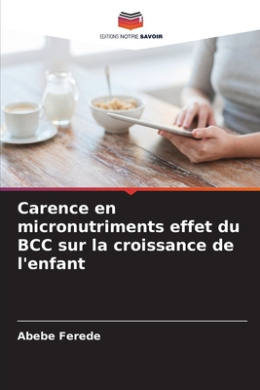 EDITIONS NOTRE SAVOIR
Carence en
micronutriments effet du
BCC sur la croissance de
l'enfant
Abebe Ferede